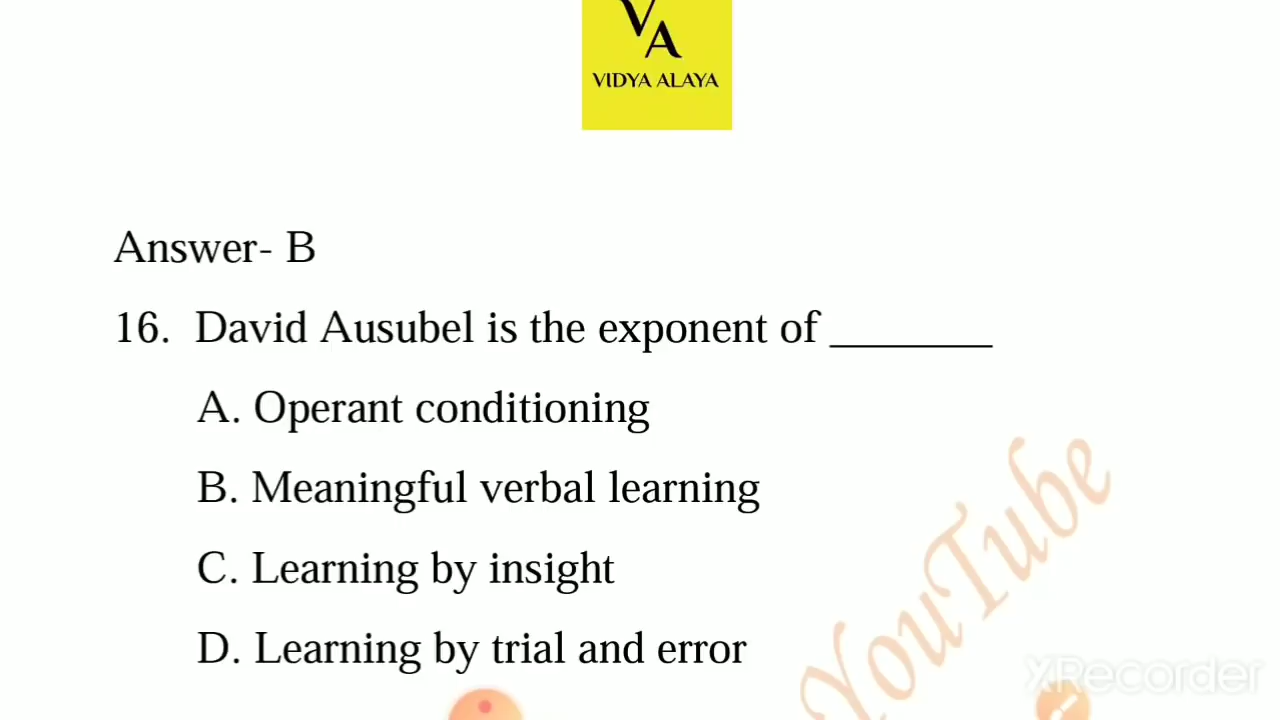 VA
VIDYA ALAYA
Answer- B
16. David Ausubel is the exponent of _______
A. Operant conditioning
B. Meaningful verbal learning
C. Learning by insight
D. Learning by trial and error
YouTube
XRecorder